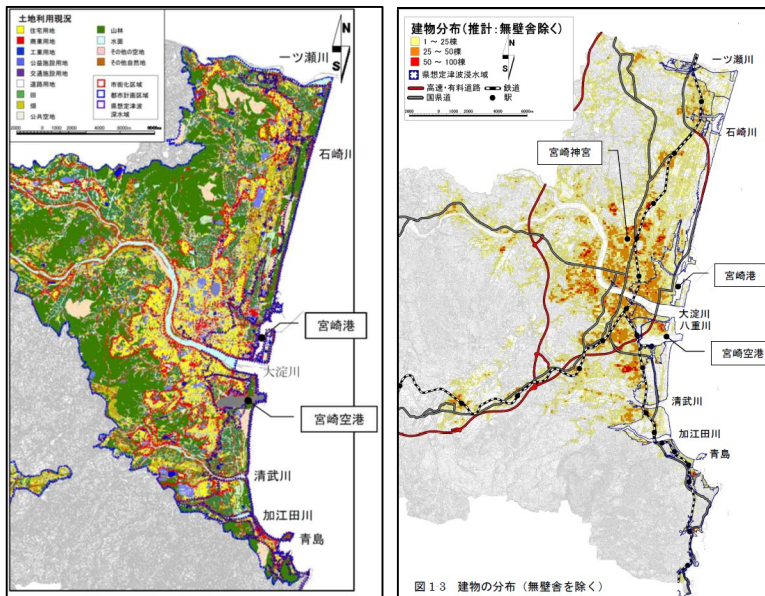 土地利用現況
住宅用地
商業用地
工業用地
公益施設用地
交通施設用地
道路用地
田
畑
公共空地
山林
水面
その他の空地
その他自然地
市街化区域
都市計画区域
県想定津波
浸水域
N
S
一ツ瀬川
石崎川
宮崎港
大淀川
宮崎空港
清武川
加江田川
青島
建物分布(推計:無壁舎除く)
1 ~ 25棟
25 ~ 50棟
50 ~ 100棟
県想定津波浸水域
高速・有料道路
鉄道
国県道
駅
N
S
一ツ瀬川
石崎川
宮崎神宮
宮崎港
大淀川
八重川
宮崎空港
清武川
加江田川
青島
図1-3 建物の分布(無壁舎を除く)